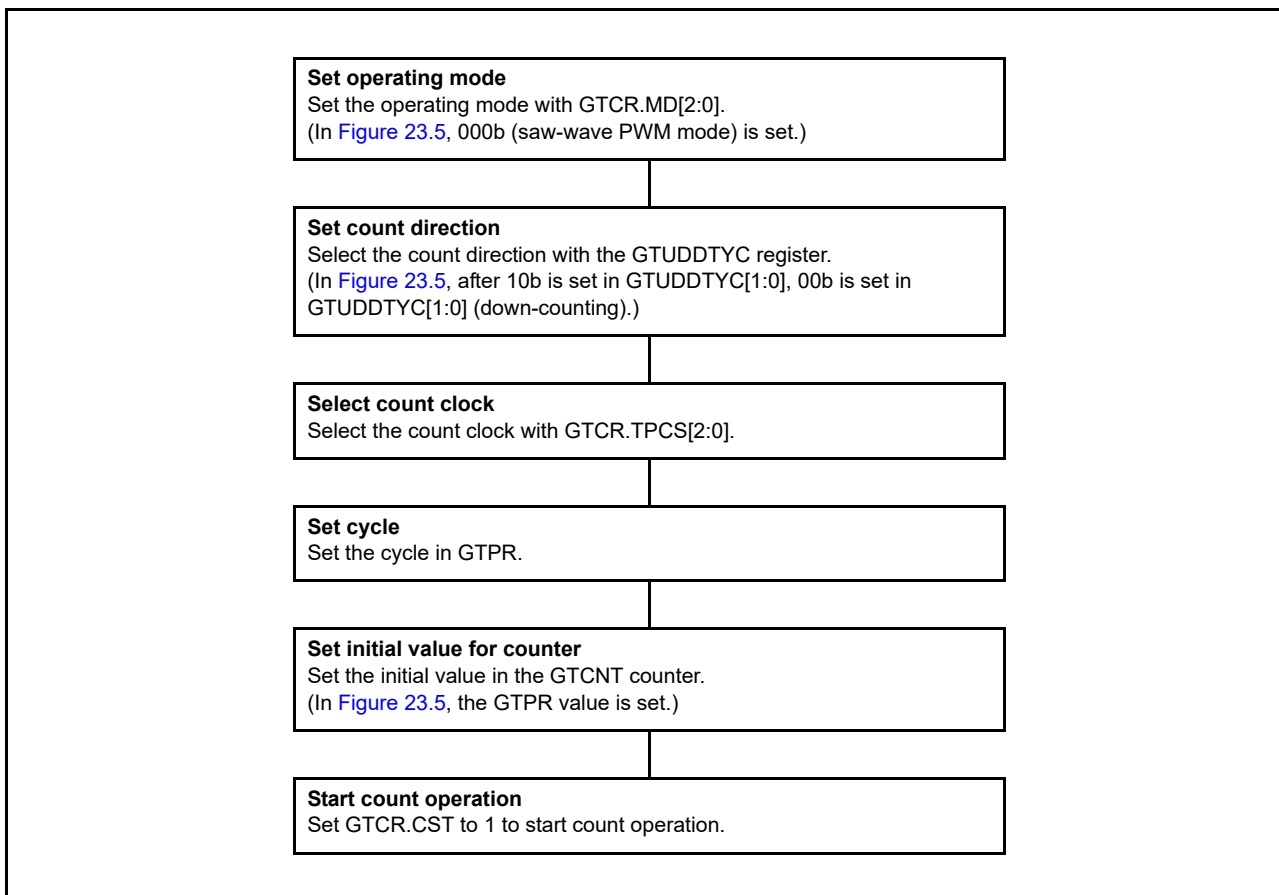 Set operating mode
Set the operating mode with GTCR.MD[2:0].
(In Figure 23.5, 000b (saw-wave PWM mode) is set.)
Set count direction
Select the count direction with the GTUDDTYC register.
(In Figure 23.5, after 10b is set in GTUDDTYC[1:0], 00b is set in
GTUDDTYC[1:0] (down-counting).)
Select count clock
Select the count clock with GTCR.TPCS[2:0].
Set cycle
Set the cycle in GTPR.
Set initial value for counter
Set the initial value in the GTCNT counter.
(In Figure 23.5, the GTPR value is set.)
Start count operation
Set GTCR.CST to 1 to start count operation.